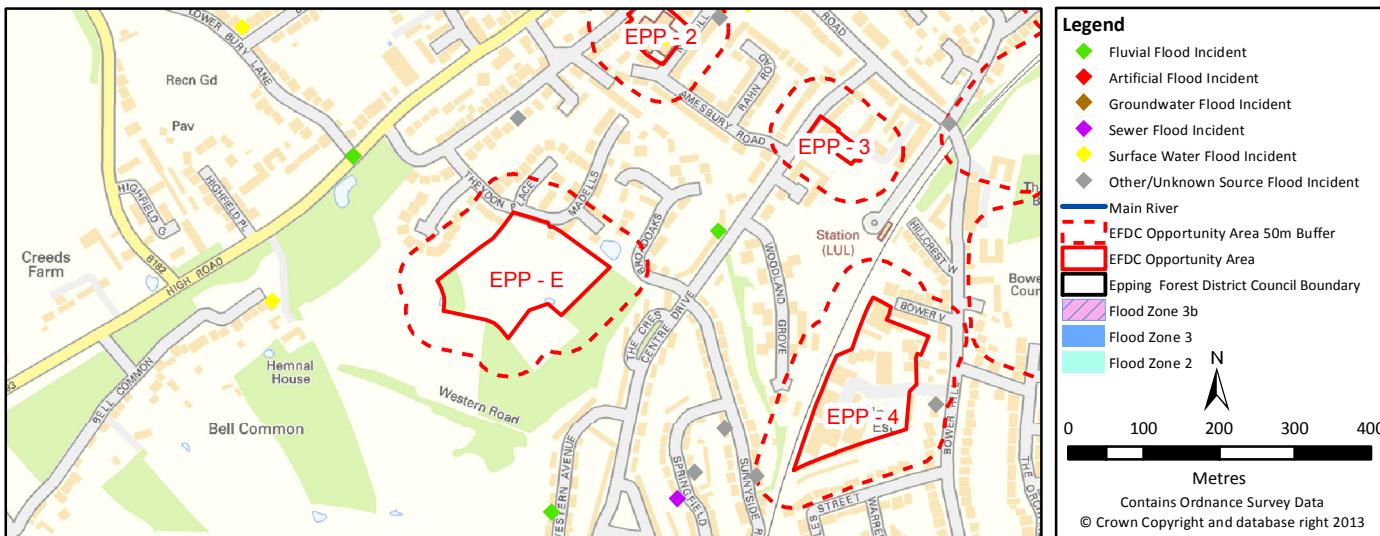 LOWER BURY LANE
Recn Gd
Pav
HIGHFIELD G
HIGHFIELD PL
Creeds
Farm
B182
HIGH ROAD
BELL COMMON
Hemnal
House
Bell Common
Western Road
THEYDON PLACE
MADELLS
EPP - E
BROADOAKS
THE CRES
CENTRE DRIVE
WESTERN AVENUE
SPRINGFIELD
SUNNYSIDE R
EPP - 2
AMESBURY ROAD
RAHN ROAD
ROAD
EPP - 3
Station
(LUL)
WOODLAND GROVE
HILLCREST W
BOWER V
BOWER HILL
EPP - 4
Est
STREET
WARRE
THE ORCH
Bowe
Cour
Legend
Fluvial Flood Incident
Artificial Flood Incident
Groundwater Flood Incident
Sewer Flood Incident
Surface Water Flood Incident
Other/Unknown Source Flood Incident
Main River
EFDC Opportunity Area 50m Buffer
EFDC Opportunity Area
Epping Forest District Council Boundary
Flood Zone 3b
Flood Zone 3
Flood Zone 2
N
0 100 200 300 400
Metres
Contains Ordnance Survey Data
© Crown Copyright and database right 2013